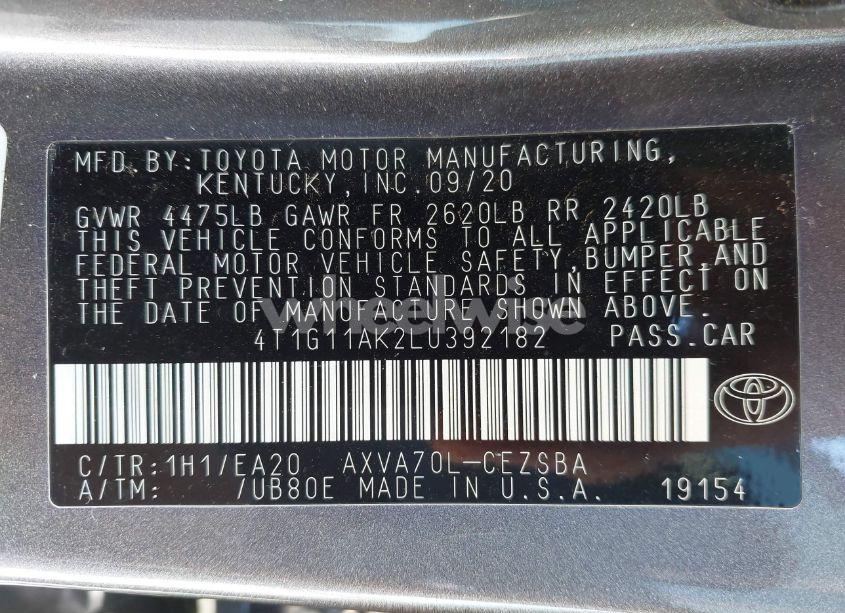 MFD.BY:TOYOTA MOTOR MANUFACTURING,
KENTUCKY,INC.09/20
GVWR 4475LB GAWR FR 2620LB RR 2420LB
THIS VEHICLE CONFORMS TO ALL APPLICABLE
FEDERAL MOTOR VEHICLE SAFETY,BUMPER,AND
THEFT PREVENTION STANDARDS IN EFFECT ON
THE DATE OF MANUFACTURE SHOWN ABOVE.
wheelwise
4T1G11AK2LU392182 PASS.CAR
C/TR:1H1/EA20 AXVA70L-CEZSBA
A/TM: /UB80E MADE IN U.S.A. 19154